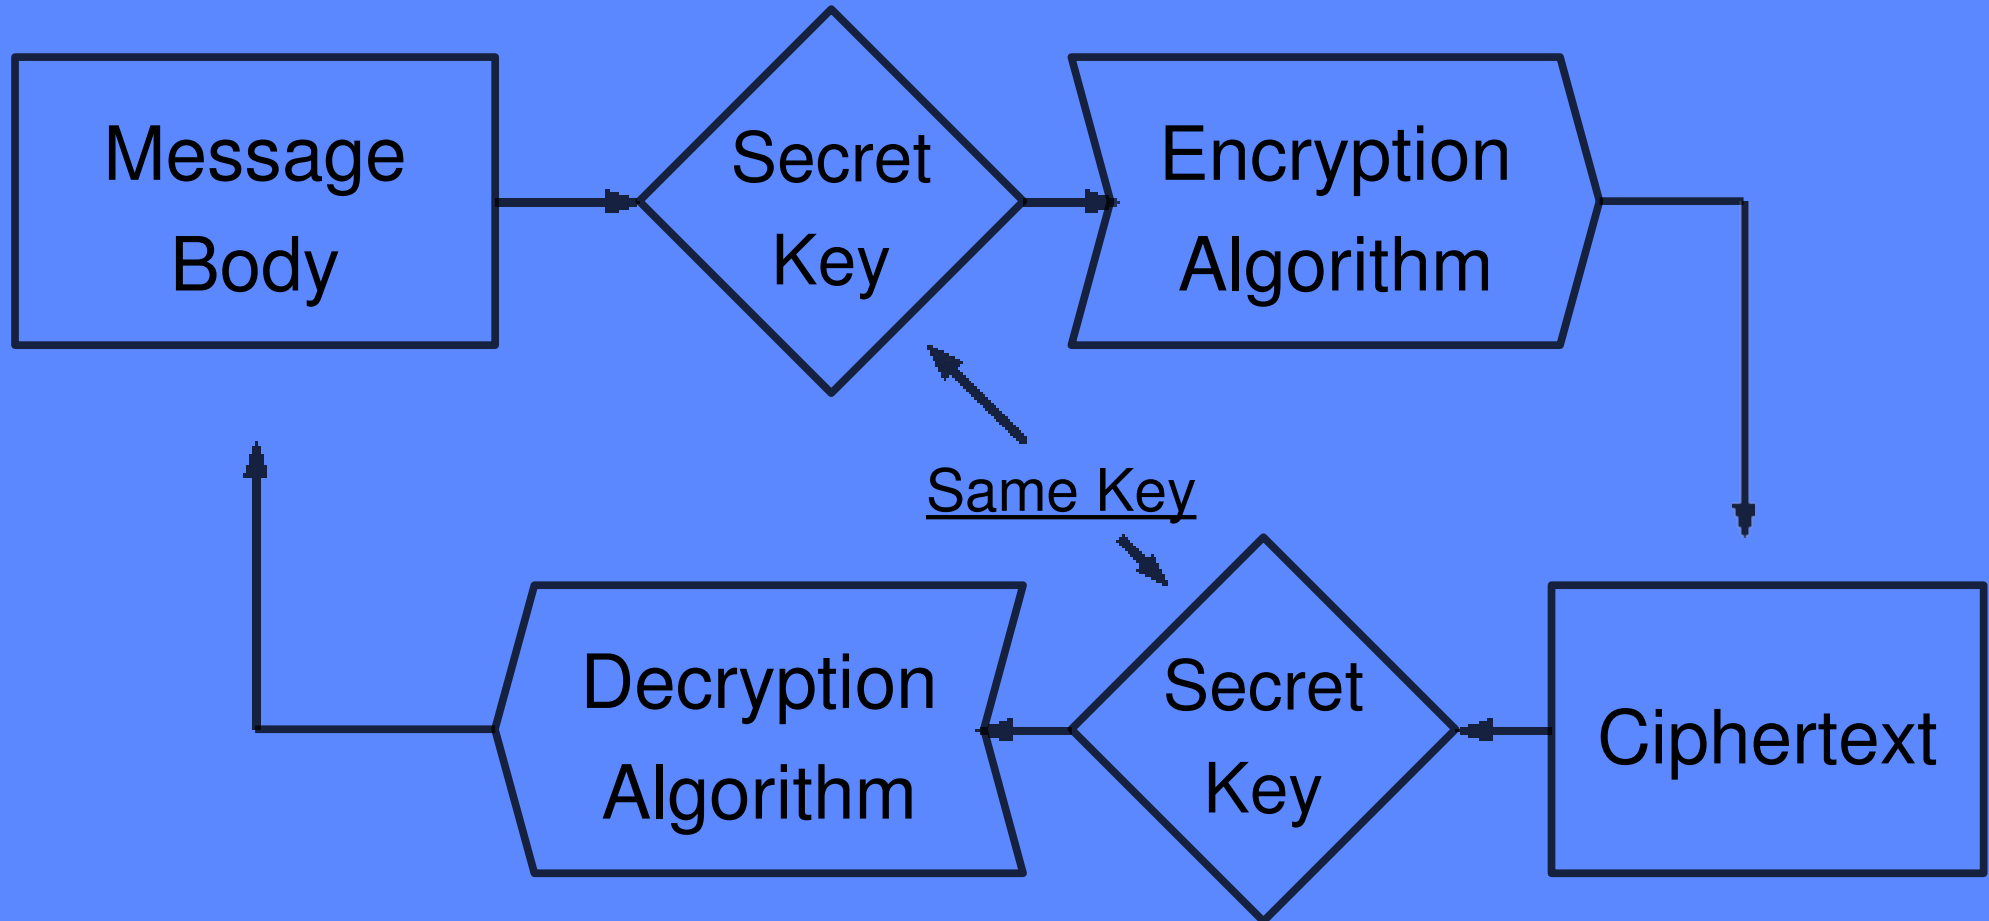 Message
Body
Secret
Key
Encryption
Algorithm
Same Key
Decryption
Algorithm
Secret
Key
Ciphertext